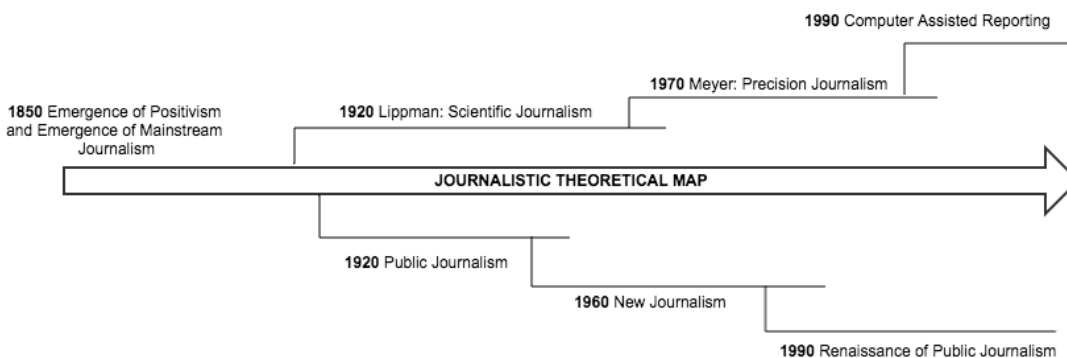 1990 Computer Assisted Reporting
1970 Meyer: Precision Journalism
1850 Emergence of Positivism
and Emergence of Mainstream
Journalism
1920 Lippman: Scientific Journalism
JOURNALISTIC THEORETICAL MAP
1920 Public Journalism
1960 New Journalism
1990 Renaissance of Public Journalism